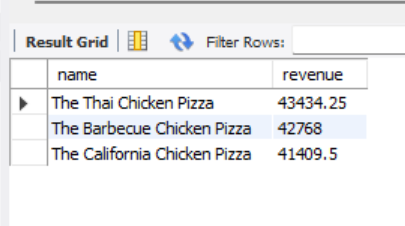 Result Grid Filter Rows:
name revenue
The Thai Chicken Pizza 43434.25
The Barbecue Chicken Pizza 42768
The California Chicken Pizza 41409.5